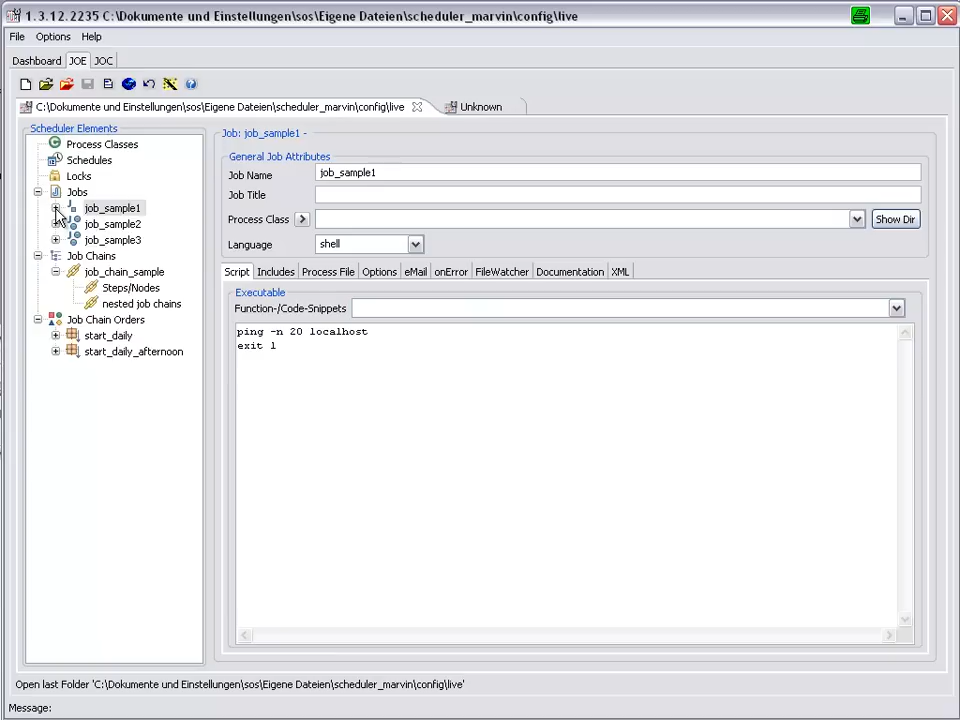 1.3.12.2235 C:\Dokumente und Einstellungen\sos\Eigene Dateien\scheduler_marvin\config\live
File Options Help
Dashboard JOE JOC
C:\Dokumente und Einstellungen\sos\Eigene Dateien\scheduler_marvin\config\live Unknown
Scheduler Elements
Process Classes
Schedules
Locks
Jobs
job_sample1
job_sample2
job_sample3
Job Chains
job_chain_sample
Steps/Nodes
nested job chains
Job Chain Orders
start_daily
start_daily_afternoon
Job: job_sample1 -
General Job Attributes
Job Name job_sample1
Job Title
Process Class Show Dir
Language shell
Script Includes Process File Options eMail onError FileWatcher Documentation XML
Executable
Function-/Code-Snippets
ping -n 20 localhost
exit 1
Open last Folder 'C:\Dokumente und Einstellungen\sos\Eigene Dateien\scheduler_marvin\config\live'
Message: